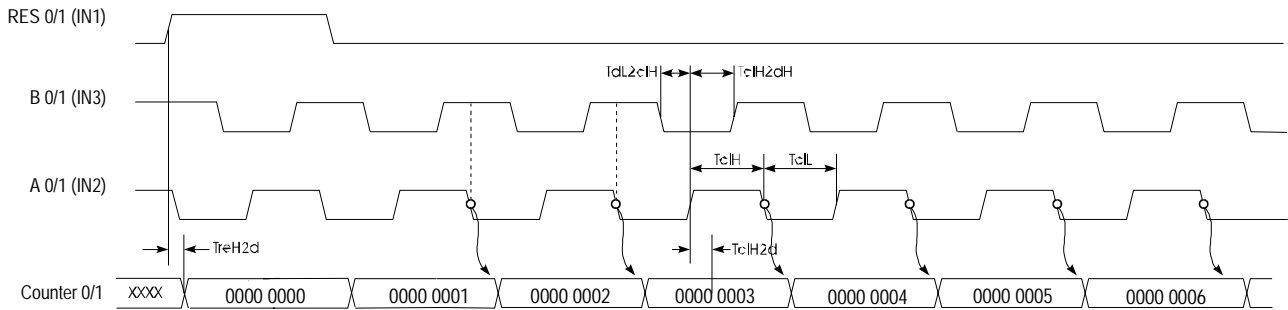 RES 0/1 (IN1)
TdL2clH TclH2dH
B 0/1 (IN3)
TclH TclL
A 0/1 (IN2)
TreH2d TclH2d
Counter 0/1 XXXX 0000 0000 0000 0001 0000 0002 0000 0003 0000 0004 0000 0005 0000 0006